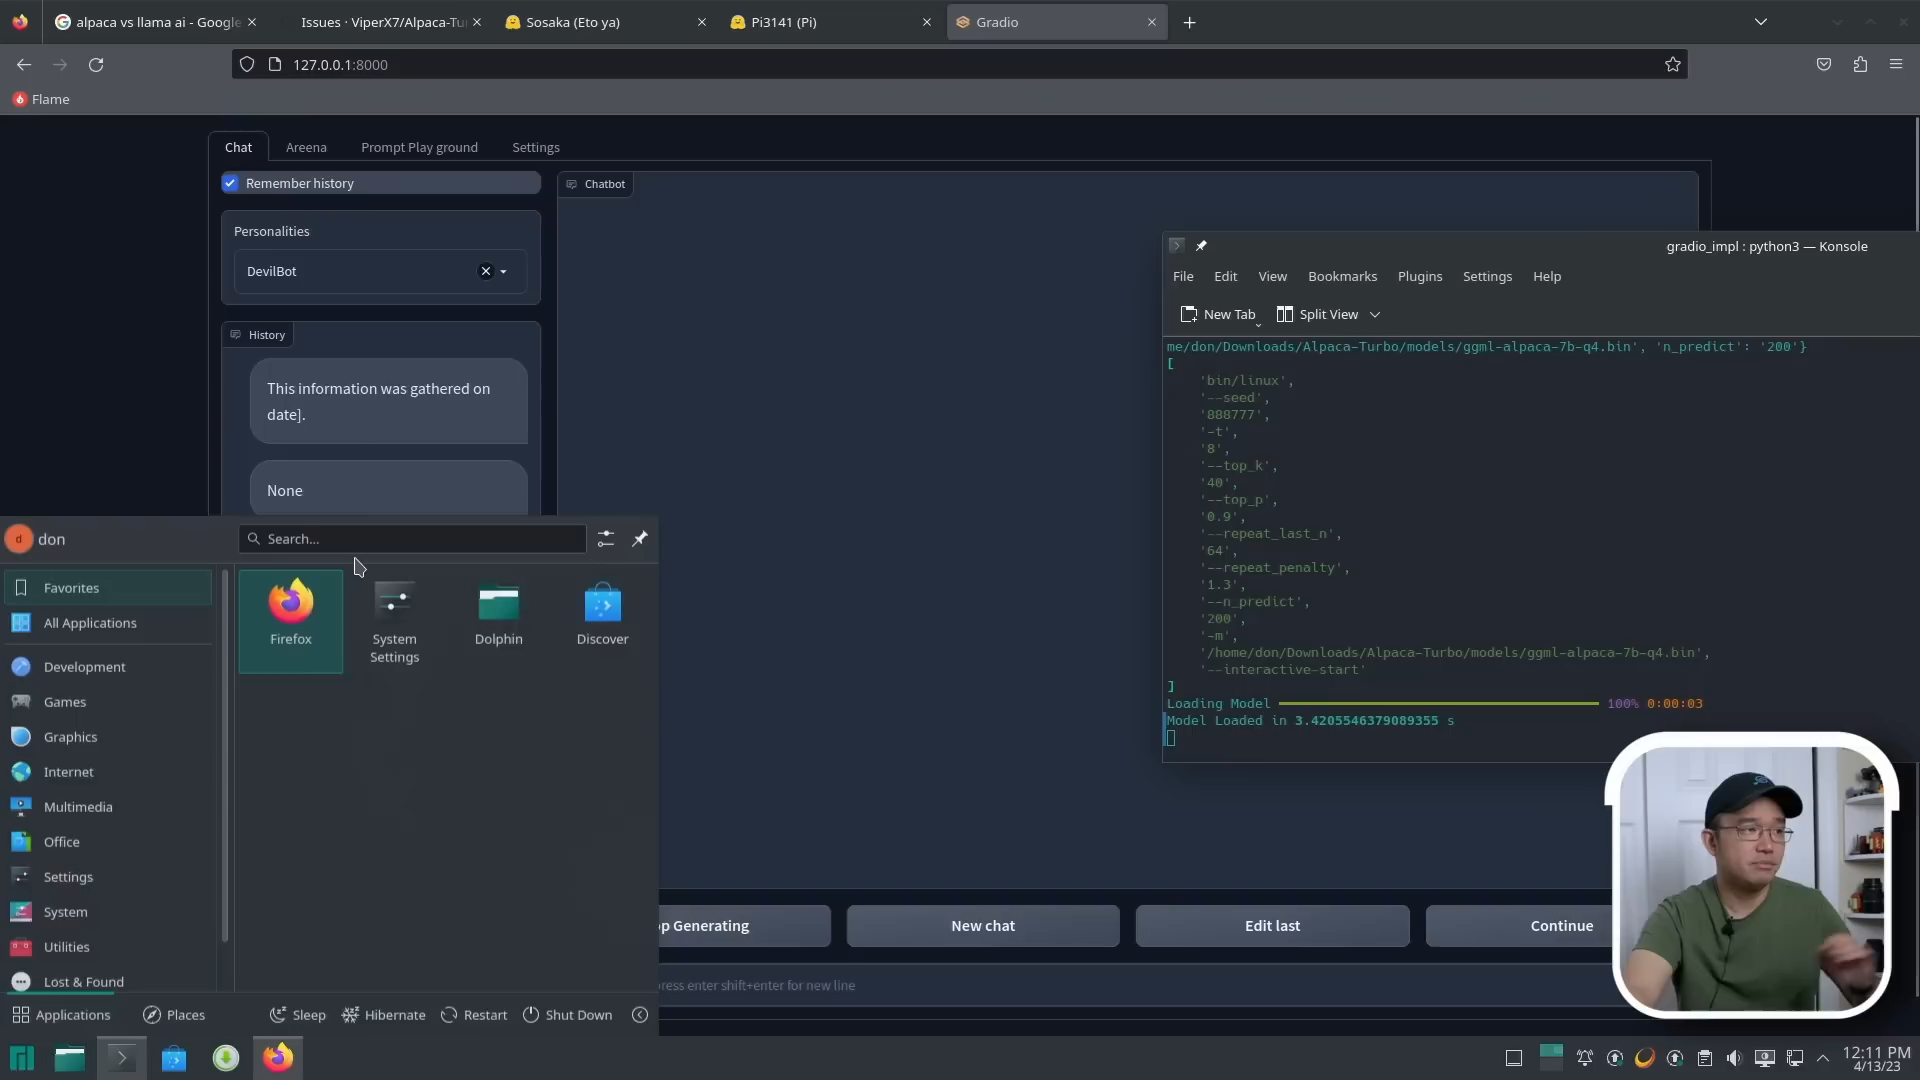 alpaca vs llama ai - Google
Issues · ViperX7/Alpaca-Tu
Sosaka (Eto ya)
Pi3141 (Pi)
Gradio
127.0.0.1:8000
Flame
Chat
Areena
Prompt Play ground
Settings
Remember history
Chatbot
Personalities
DevilBot
History
This information was gathered on
date].
None
gradio_impl : python3 — Konsole
File
Edit
View
Bookmarks
Plugins
Settings
Help
New Tab
Split View
me/don/Downloads/Alpaca-Turbo/models/ggml-alpaca-7b-q4.bin', 'n_predict': '200'}
[
'bin/linux',
'--seed',
'888777',
'-t',
'8',
'--top_k',
'40',
'--top_p',
'0.9',
'--repeat_last_n',
'64',
'--repeat_penalty',
'1.3',
'--n_predict',
'200',
'-m',
'/home/don/Downloads/Alpaca-Turbo/models/ggml-alpaca-7b-q4.bin',
'--interactive-start'
]
Loading Model 100% 0:00:03
Model Loaded in 3.4205546379089355 s
d
don
Search...
Favorites
All Applications
Development
Games
Graphics
Internet
Multimedia
Office
Settings
System
Utilities
Lost & Found
Firefox
System
Settings
Dolphin
Discover
Applications
Places
Sleep
Hibernate
Restart
Shut Down
p Generating
New chat
Edit last
Continue
press enter shift+enter for new line
12:11 PM
4/13/23